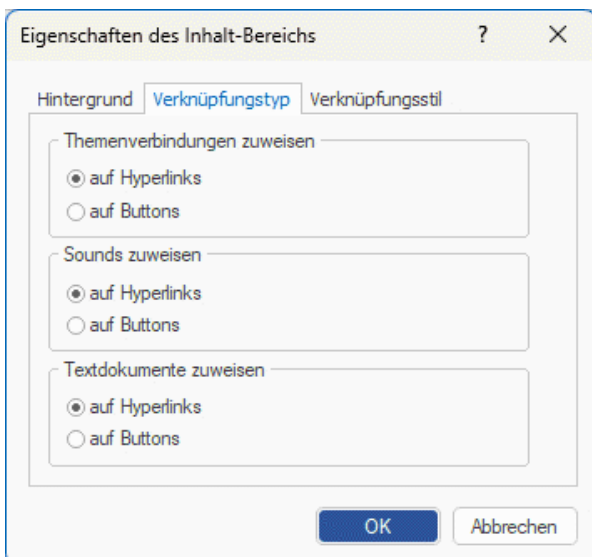 Eigenschaften des Inhalt-Bereichs ?
Hintergrund Verknüpfungstyp Verknüpfungsstil
Themenverbindungen zuweisen
auf Hyperlinks
auf Buttons
Sounds zuweisen
auf Hyperlinks
auf Buttons
Textdokumente zuweisen
auf Hyperlinks
auf Buttons
OK Abbrechen